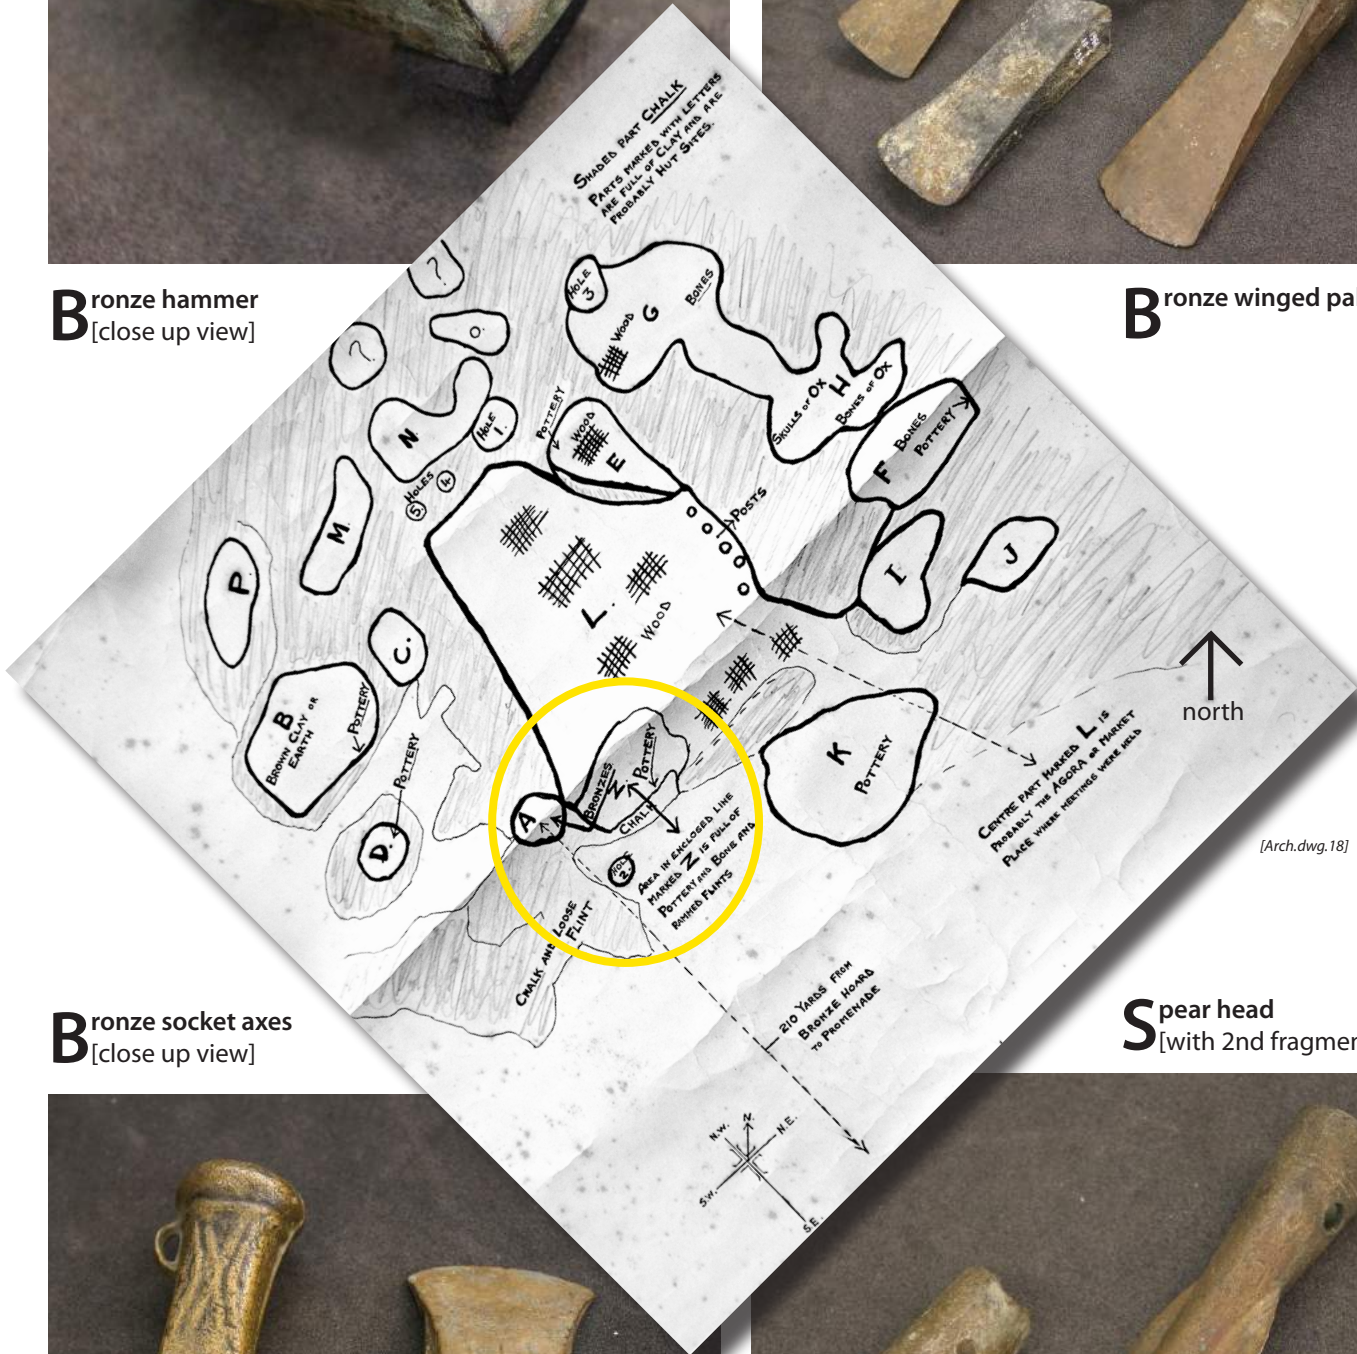 Bronze hammer
[close up view]
Bronze winged pal
SHADED PART CHALK
PARTS MARKED WITH LETTERS
ARE FULL OF CLAY AND ARE
PROBABLY HUT SITES.
?
?
O.
HOLE
3
G
BONES
WOOD
N
HOLE
1.
HOLES
4.
5.
POTTERY
WOOD
E
SKULLS OF OX
H
BONES OF OX
F
BONES
POTTERY
POSTS
M.
P.
C.
L.
WOOD
I
J
B
BROWN CLAY OR
EARTH
POTTERY
POTTERY
D.
A
BRONZES
Z.
POTTERY
CHALK
K
POTTERY
HOLE
2.
AREA IN ENCLOSED LINE
MARKED Z IS FULL OF
POTTERY AND BONE AND
RAMMED FLINTS
north
CENTRE PART MARKED L IS
PROBABLY THE AGORA OR MARKET
PLACE WHERE MEETINGS WERE HELD
[Arch.dwg.18]
CHALK AND LOOSE
FLINT
210 YARDS FROM
BRONZE HOARD
TO PROMENADE
N.W.
N.
N.E.
S.W.
S.E.
Bronze socket axes
[close up view]
Spear head
[with 2nd fragmen